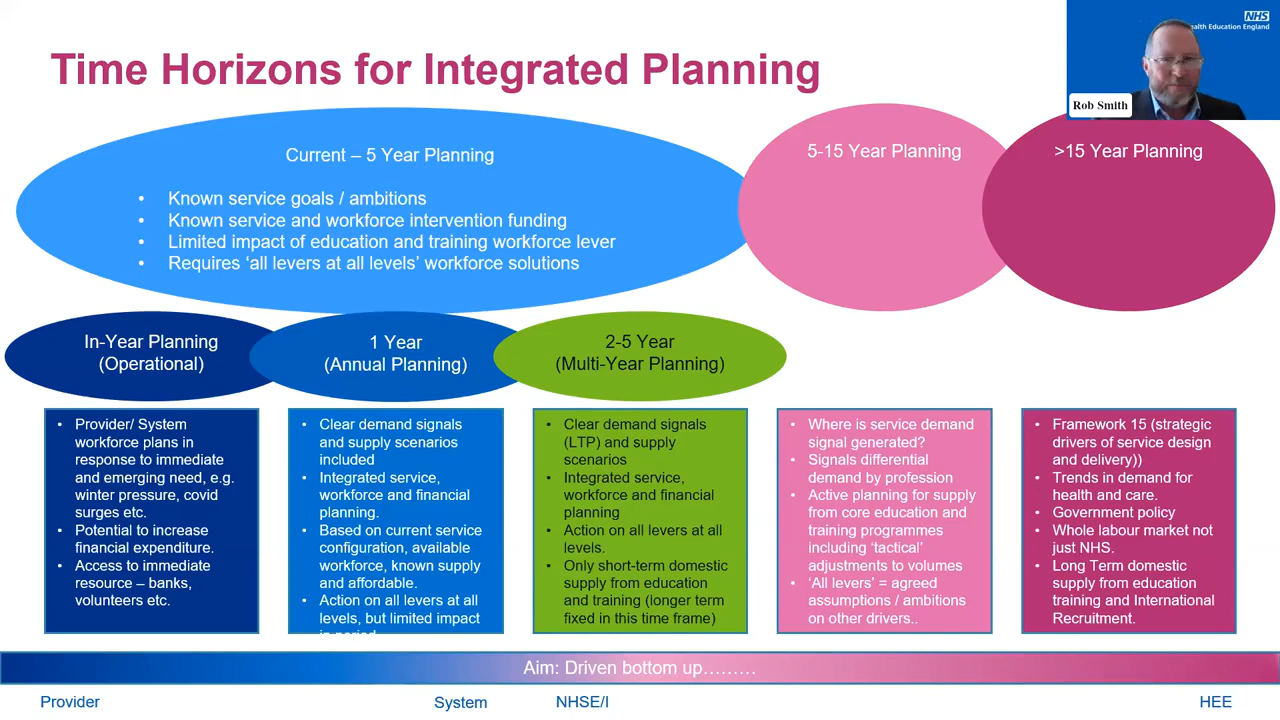 NHS
ealth Education England
Rob Smith
Time Horizons for Integrated Planning
Current – 5 Year Planning
• Known service goals / ambitions
• Known service and workforce intervention funding
• Limited impact of education and training workforce lever
• Requires ‘all levers at all levels’ workforce solutions
5-15 Year Planning
>15 Year Planning
In-Year Planning
(Operational)
1 Year
(Annual Planning)
2-5 Year
(Multi-Year Planning)
• Provider/ System
workforce plans in
response to immediate
and emerging need, e.g.
winter pressure, covid
surges etc.
• Potential to increase
financial expenditure.
• Access to immediate
resource – banks,
volunteers etc.
• Clear demand signals
and supply scenarios
included
• Integrated service,
workforce and financial
planning.
• Based on current service
configuration, available
workforce, known supply
and affordable.
• Action on all levers at all
levels, but limited impact
in period
• Clear demand signals
(LTP) and supply
scenarios
• Integrated service,
workforce and financial
planning
• Action on all levers at all
levels.
• Only short-term domestic
supply from education
and training (longer term
fixed in this time frame)
• Where is service demand
signal generated?
• Signals differential
demand by profession
• Active planning for supply
from core education and
training programmes
including ‘tactical’
adjustments to volumes
• ‘All levers’ = agreed
assumptions / ambitions
on other drivers..
• Framework 15 (strategic
drivers of service design
and delivery))
• Trends in demand for
health and care.
• Government policy
• Whole labour market not
just NHS.
• Long Term domestic
supply from education
training and International
Recruitment.
Aim: Driven bottom up………
Provider
System
NHSE/I
HEE